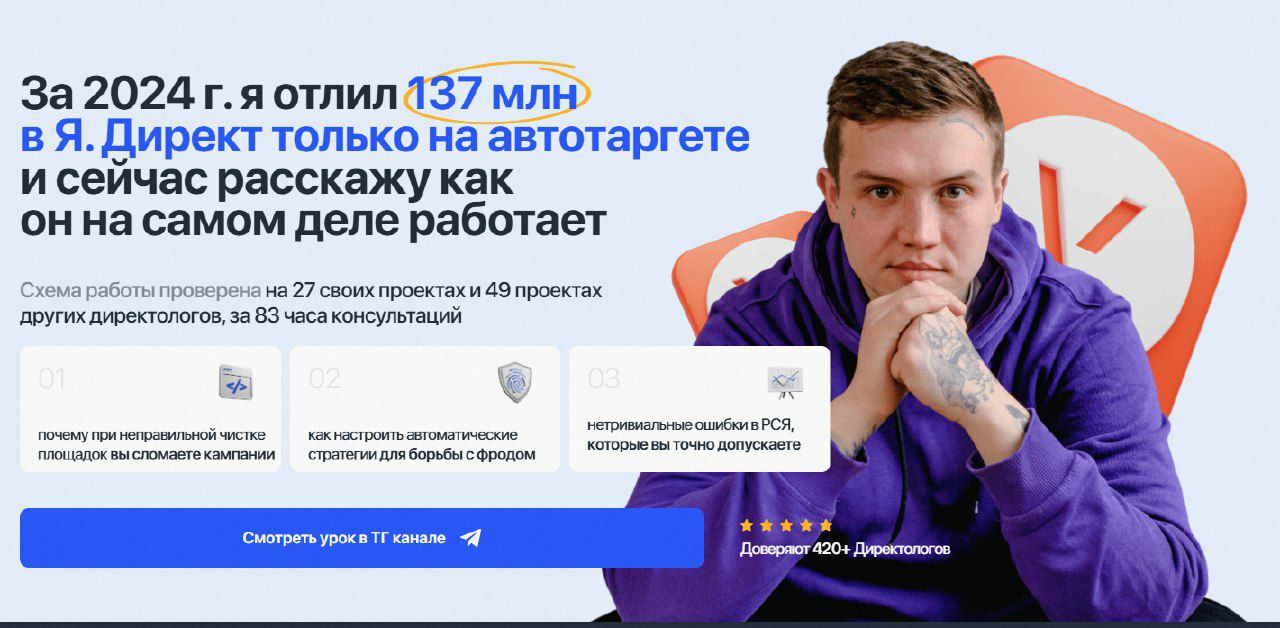 За 2024 г. я отлил 137 млн
в Я. Директ только на автотаргете
и сейчас расскажу как
он на самом деле работает
Схема работы проверена на 27 своих проектах и 49 проектах
других директологов, за 83 часа консультаций
01
почему при неправильной чистке
площадок вы сломаете кампании
02
как настроить автоматические
стратегии для борьбы с фродом
03
нетривиальные ошибки в РСЯ,
которые вы точно допускаете
Смотреть урок в ТГ канале
Доверяют 420+ Директологов